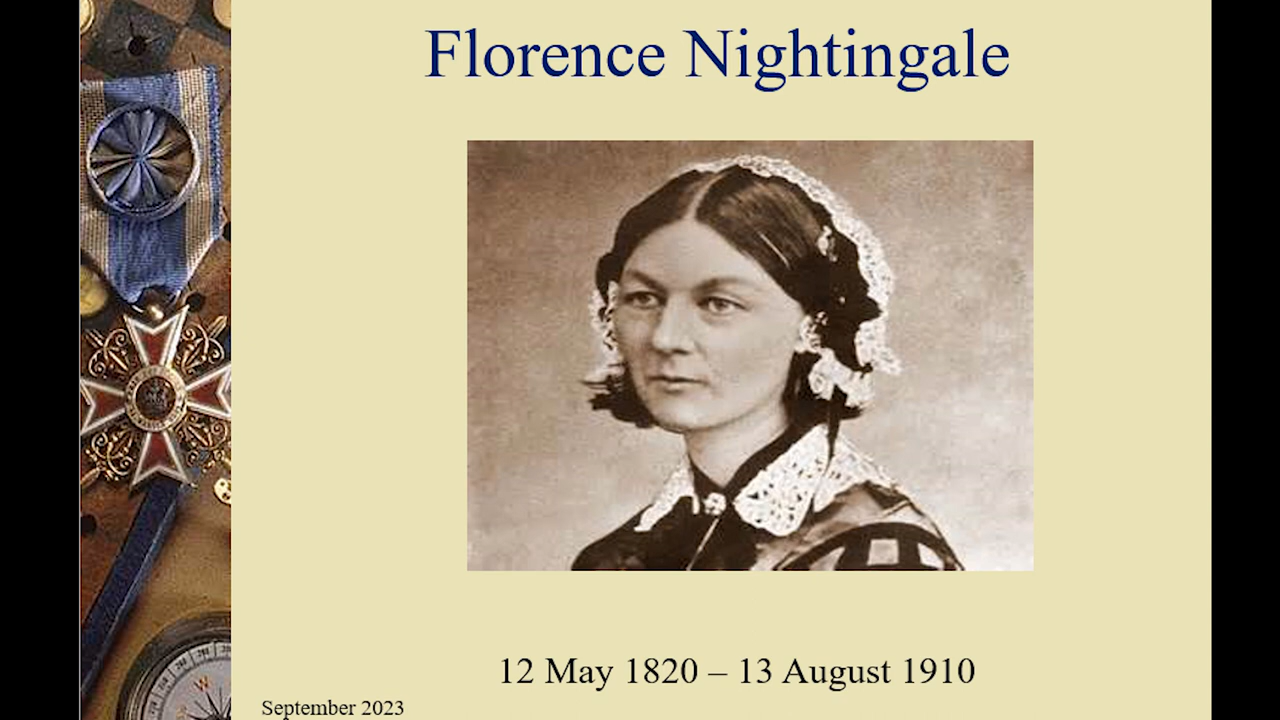 Florence Nightingale
12 May 1820 – 13 August 1910
September 2023